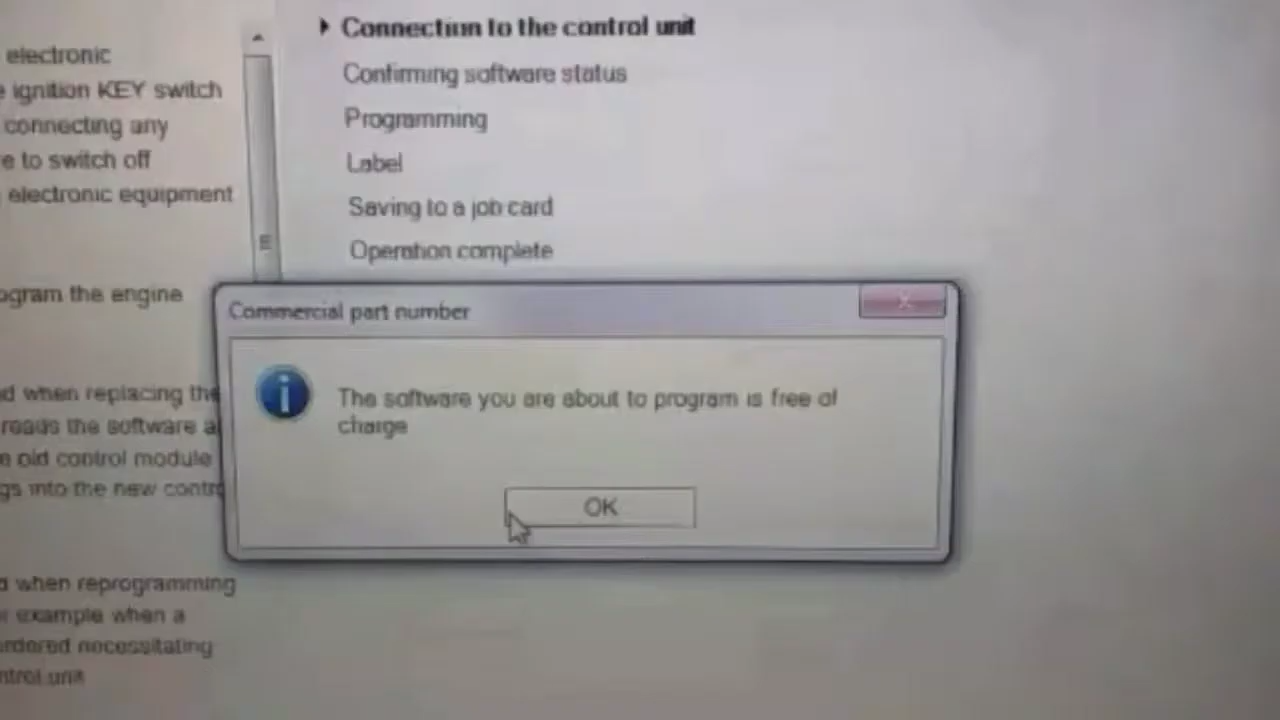 electronic
ignition KEY switch
connecting any
to switch off
electronic equipment
the engine
when replacing the
reads the software
old control module
into the new
when reprogramming
example when a
necessitating
unit
Connection to the control unit
Confirming software status
Programming
Label
Saving to a job card
Operation complete
Commercial part number
The software you are about to program is free of
charge
OK